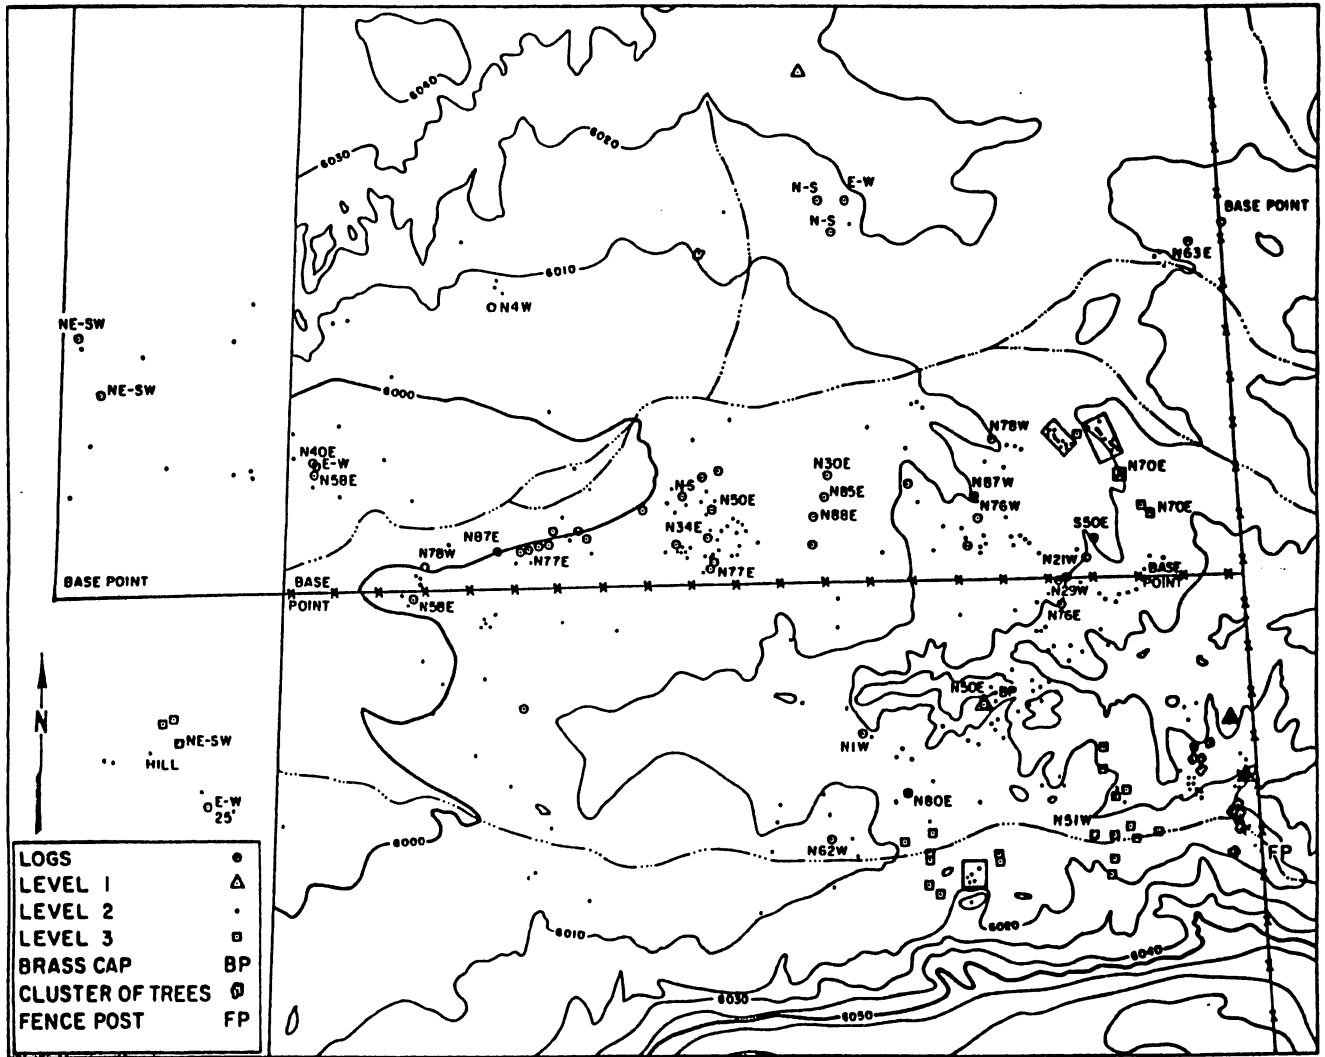 6040
6020
6030
N-S E-W
N-S
BASE POINT
N63E
6010
N4W
NE-SW
NE-SW
6000
N78W
N40E
E-W
N58E
N30E
N70E
N-S
N50E
N85E
N87W
N88E
N76W
N70E
N34E
S50E
N87E
N78W
N77E
N77E
N21W
BASE
POINT
BASE POINT
BASE
POINT
N58E
N29W
N76E
N50E BP
N
NE-SW
HILL
N1W
E-W
25'
N80E
N51W
6000
N62W
FP
6010
6020
6040
6030
6050
LOGS
LEVEL 1
LEVEL 2
LEVEL 3
BRASS CAP BP
CLUSTER OF TREES
FENCE POST FP